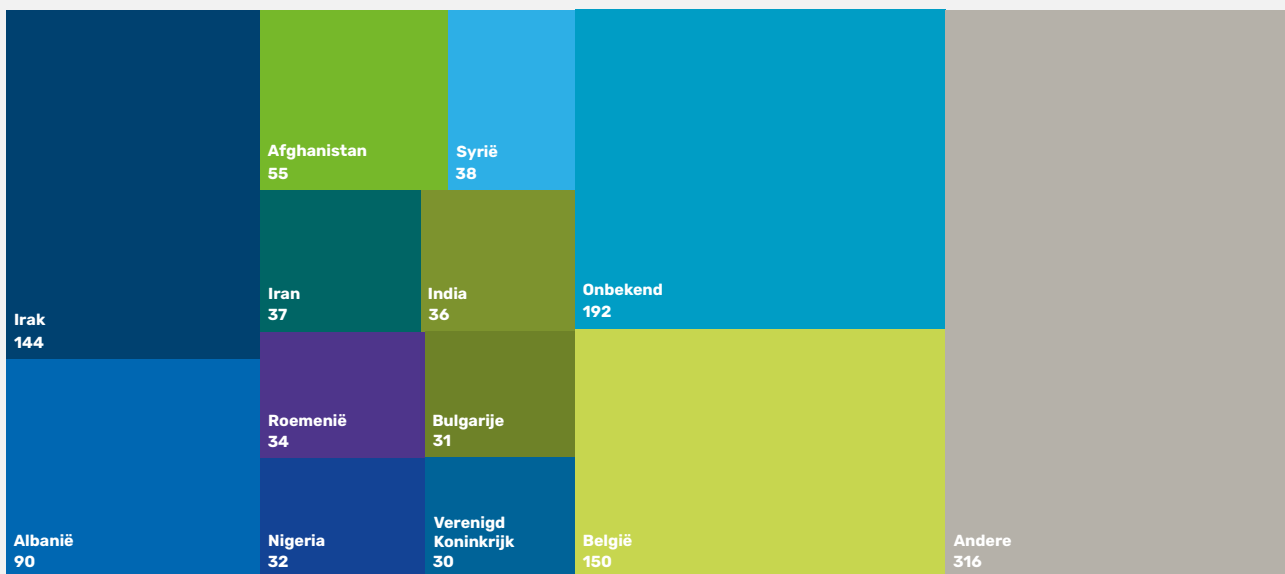 Irak
144
Albanië
90
Afghanistan
55
Syrië
38
Iran
37
India
36
Roemenië
34
Bulgarije
31
Nigeria
32
Verenigd
Koninkrijk
30
Onbekend
192
België
150
Andere
316